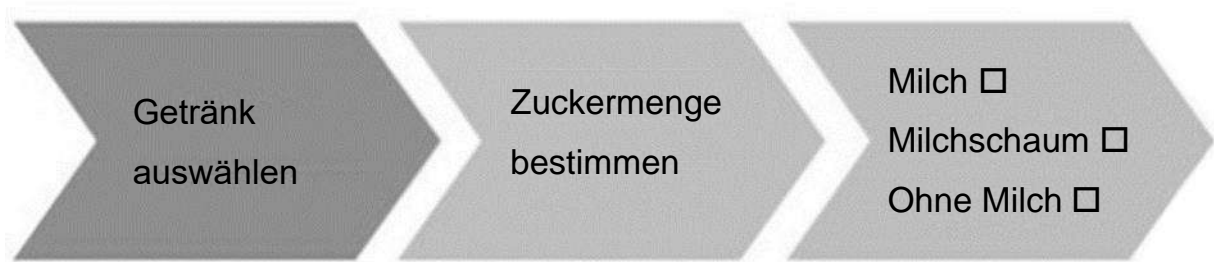 Getränk
auswählen
Zuckermenge
bestimmen
Milch ☐
Milchschaum ☐
Ohne Milch ☐